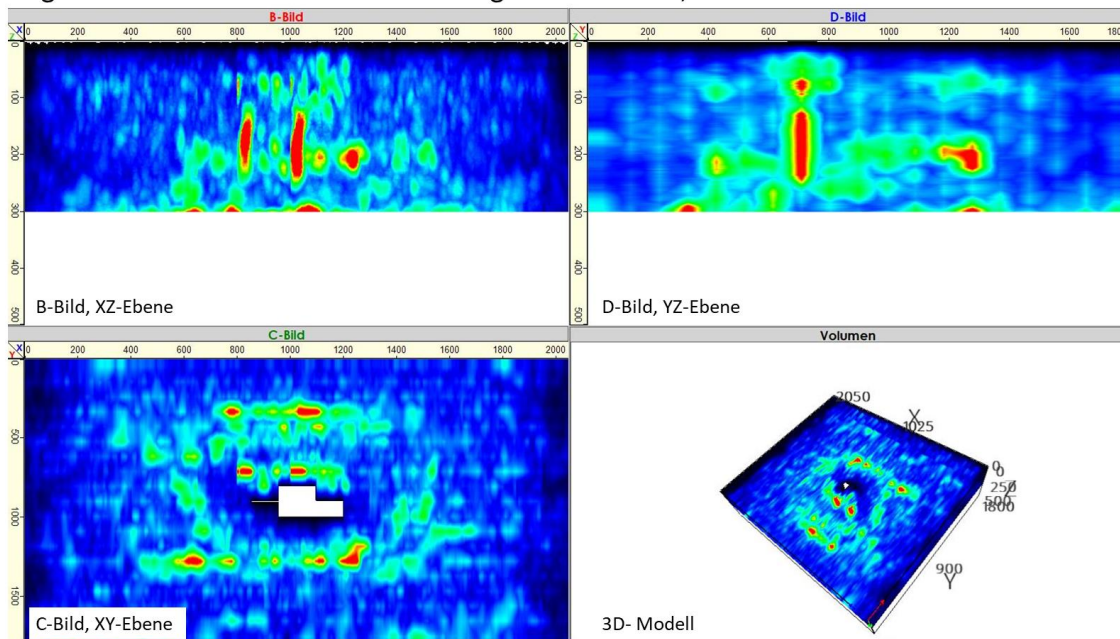 B-Bild
D-Bild
X
Z
0 200 400 600 800 1000 1200 1400 1600 1800 2000
Y
Z
0 200 400 600 800 1000 1200 1400 1600
0
100
200
300
400
500
0
100
200
300
400
500
B-Bild, XZ-Ebene
D-Bild, YZ-Ebene
C-Bild
Volumen
X
Y
0 200 400 600 800 1000 1200 1400 1600 1800 2000
500
1000
1500
2050
X
1025
0
0
250
Z
500
1800
900
Y
C-Bild, XY-Ebene
3D- Modell